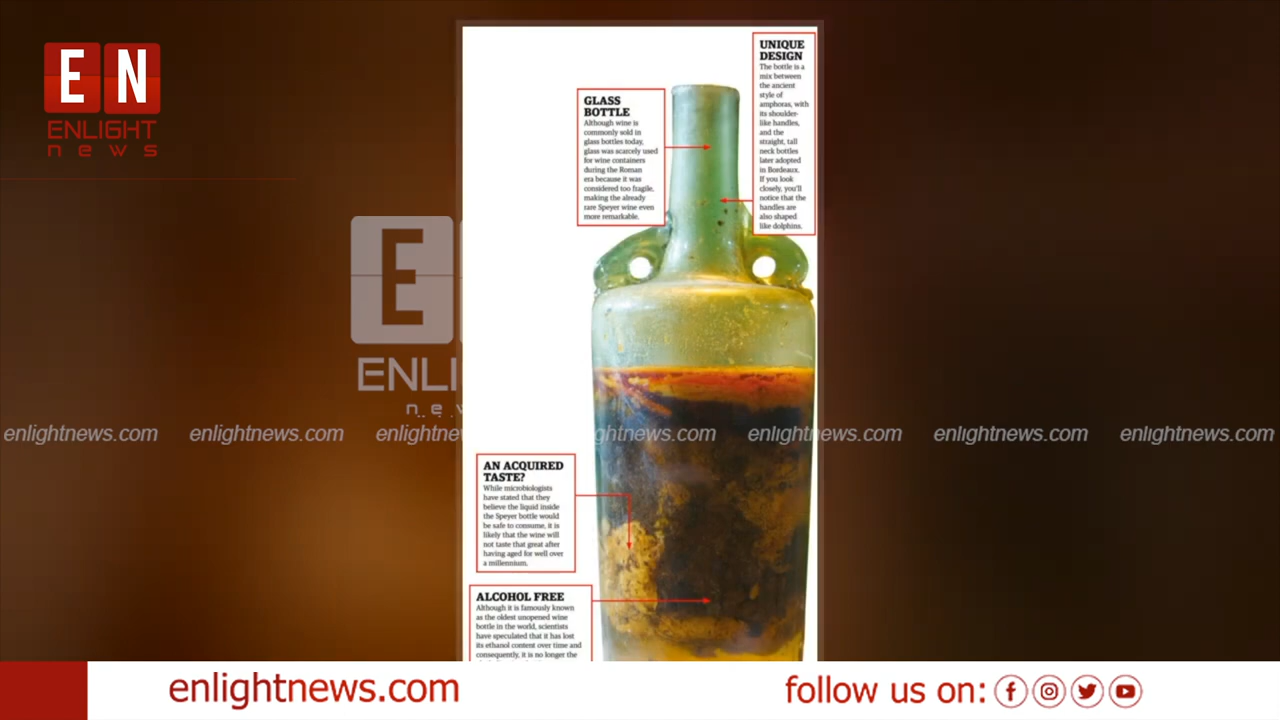 EN
ENLIGHT
news
UNIQUE
DESIGN
The bottle is a
mix between
the ancient
style of
amphoras, with
its shoulder-
like handles,
and the
straight, tall
neck bottles
later adopted
in Bordeaux.
If you look
closely, you'll
notice that the
handles are
also shaped
like dolphins.
GLASS
BOTTLE
Although wine is
commonly sold in
glass bottles today,
glass was scarcely used
for wine containers
during the Roman
era because it was
considered too fragile,
making the already
rare Speyer wine even
more remarkable.
E
ENLI
ne
enlightnews.com enlightnews.com enlightnews.com enlightnews.com enlightnews.com enlightnews.com
AN ACQUIRED
TASTE?
While microbiologists
have stated that they
believe the liquid inside
the Speyer bottle would
be safe to consume, it is
likely that the wine will
not taste that great after
having aged for well over
a millennium.
ALCOHOL FREE
Although it is famously known
as the oldest unopened wine
bottle in the world, scientists
have speculated that it has lost
its ethanol content over time and
consequently, it is no longer the
enlightnews.com
follow us on: